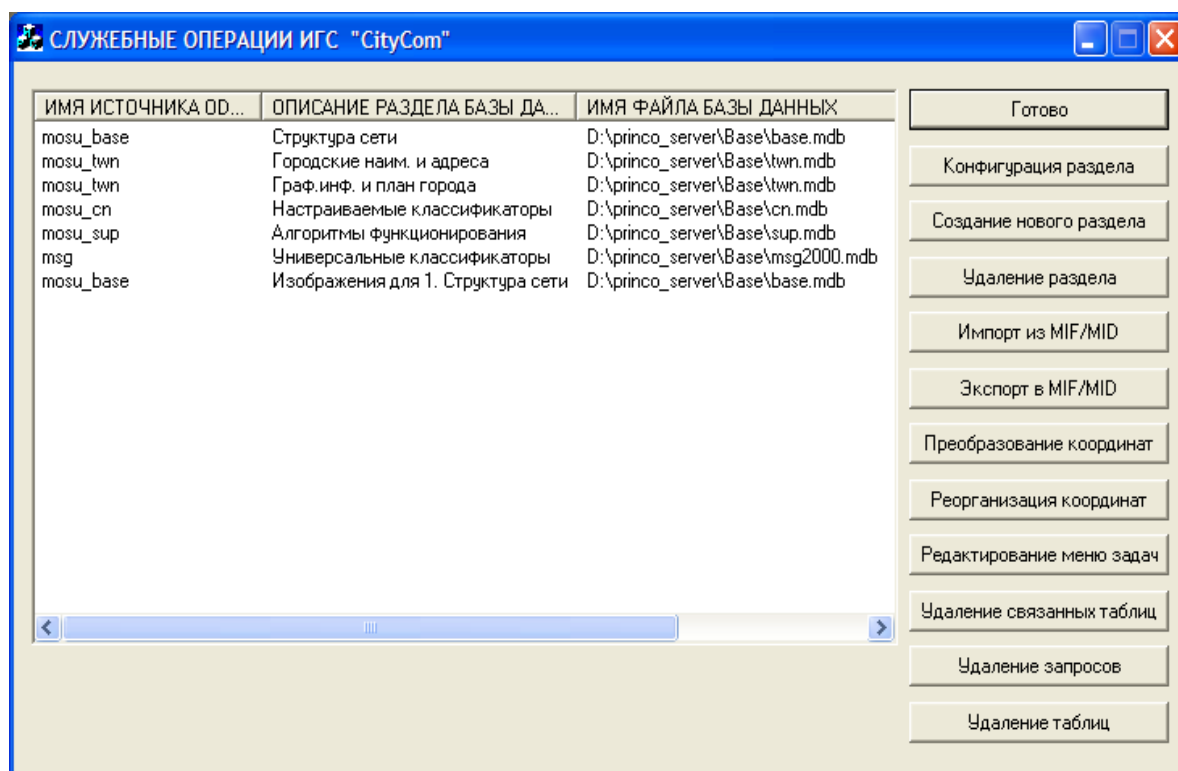 СЛУЖЕБНЫЕ ОПЕРАЦИИ ИГС "CityCom"
ИМЯ ИСТОЧНИКА OD... ОПИСАНИЕ РАЗДЕЛА БАЗЫ ДА... ИМЯ ФАЙЛА БАЗЫ ДАННЫХ
mosu_base Структура сети D:\princo_server\Base\base.mdb
mosu_twn Городские наим. и адреса D:\princo_server\Base\twn.mdb
mosu_twn Граф.инф. и план города D:\princo_server\Base\twn.mdb
mosu_cn Настраиваемые классификаторы D:\princo_server\Base\cn.mdb
mosu_sup Алгоритмы функционирования D:\princo_server\Base\sup.mdb
msg Универсальные классификаторы D:\princo_server\Base\msg2000.mdb
mosu_base Изображения для 1. Структура сети D:\princo_server\Base\base.mdb
Готово
Конфигурация раздела
Создание нового раздела
Удаление раздела
Импорт из MIF/MID
Экспорт в MIF/MID
Преобразование координат
Реорганизация координат
Редактирование меню задач
Удаление связанных таблиц
Удаление запросов
Удаление таблиц